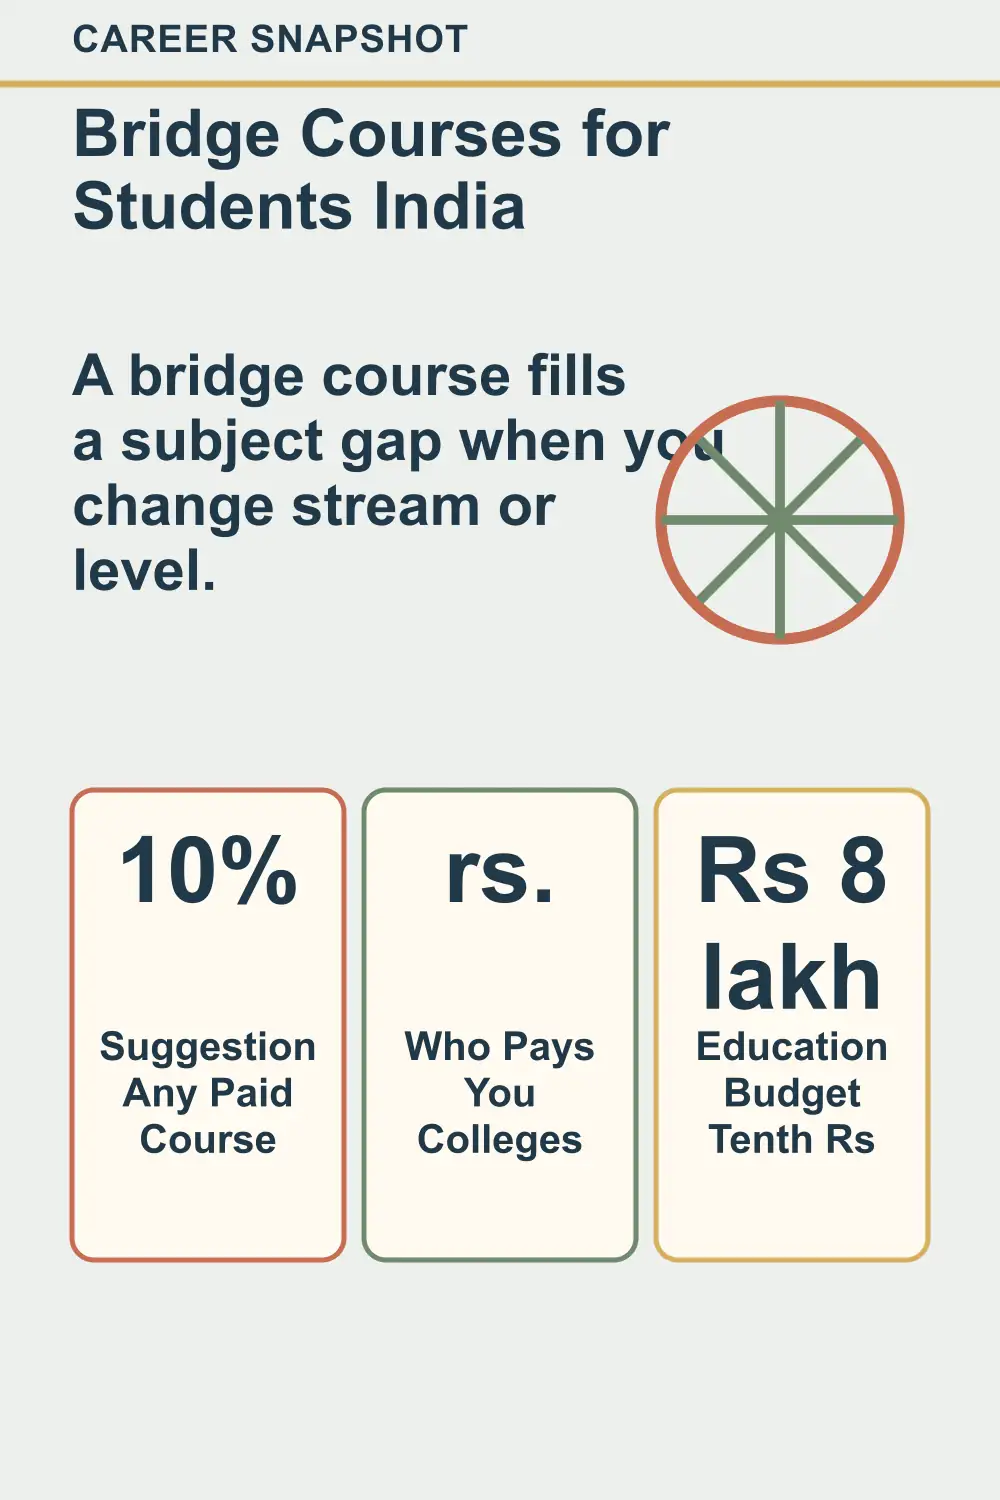 CAREER SNAPSHOT
Bridge Courses for
Students India
A bridge course fills
a subject gap when you
change stream or
level.
10%
Suggestion
Any Paid
Course
rs.
Who Pays
You
Colleges
Rs 8
lakh
Education
Budget
Tenth Rs